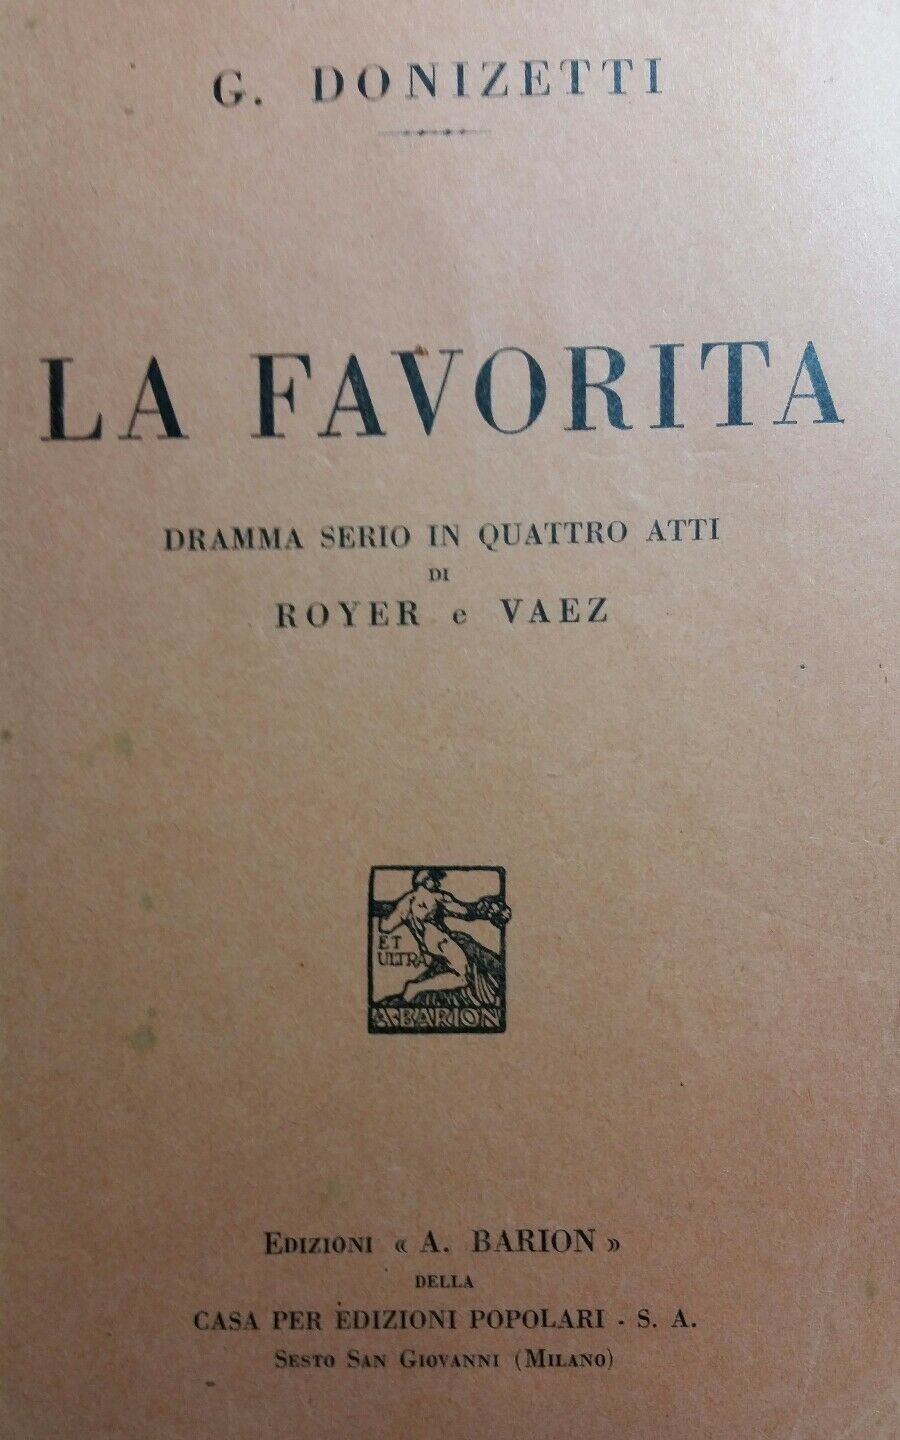 G. DONIZETTI
LA FAVORITA
DRAMMA SERIO IN QUATTRO ATTI
DI
ROYER e VAEZ
ET
ULTRA
A. BARION
EDIZIONI « A. BARION »
DELLA
CASA PER EDIZIONI POPOLARI - S. A.
SESTO SAN GIOVANNI (MILANO)